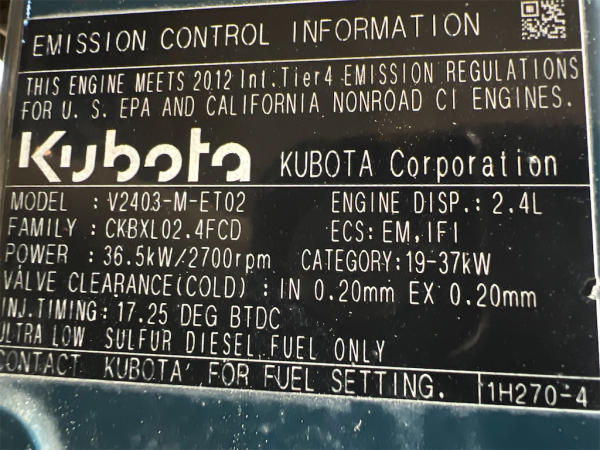 EMISSION CONTROL INFORMATION
THIS ENGINE MEETS 2012 Int.Tier4 EMISSION REGULATIONS
FOR U. S. EPA AND CALIFORNIA NONROAD CI ENGINES.
Kubota KUBOTA Corporation
MODEL : V2403-M-ET02 ENGINE DISP.: 2.4L
FAMILY : CKBXL02.4FCD ECS: EM, IFI
POWER : 36.5kW/2700rpm CATEGORY:19-37kW
VALVE CLEARANCE(COLD) : IN 0.20mm EX 0.20mm
INJ.TIMING: 17.25 DEG BTDC
ULTRA LOW SULFUR DIESEL FUEL ONLY
CONTACT KUBOTA FOR FUEL SETTING. 1H270-4